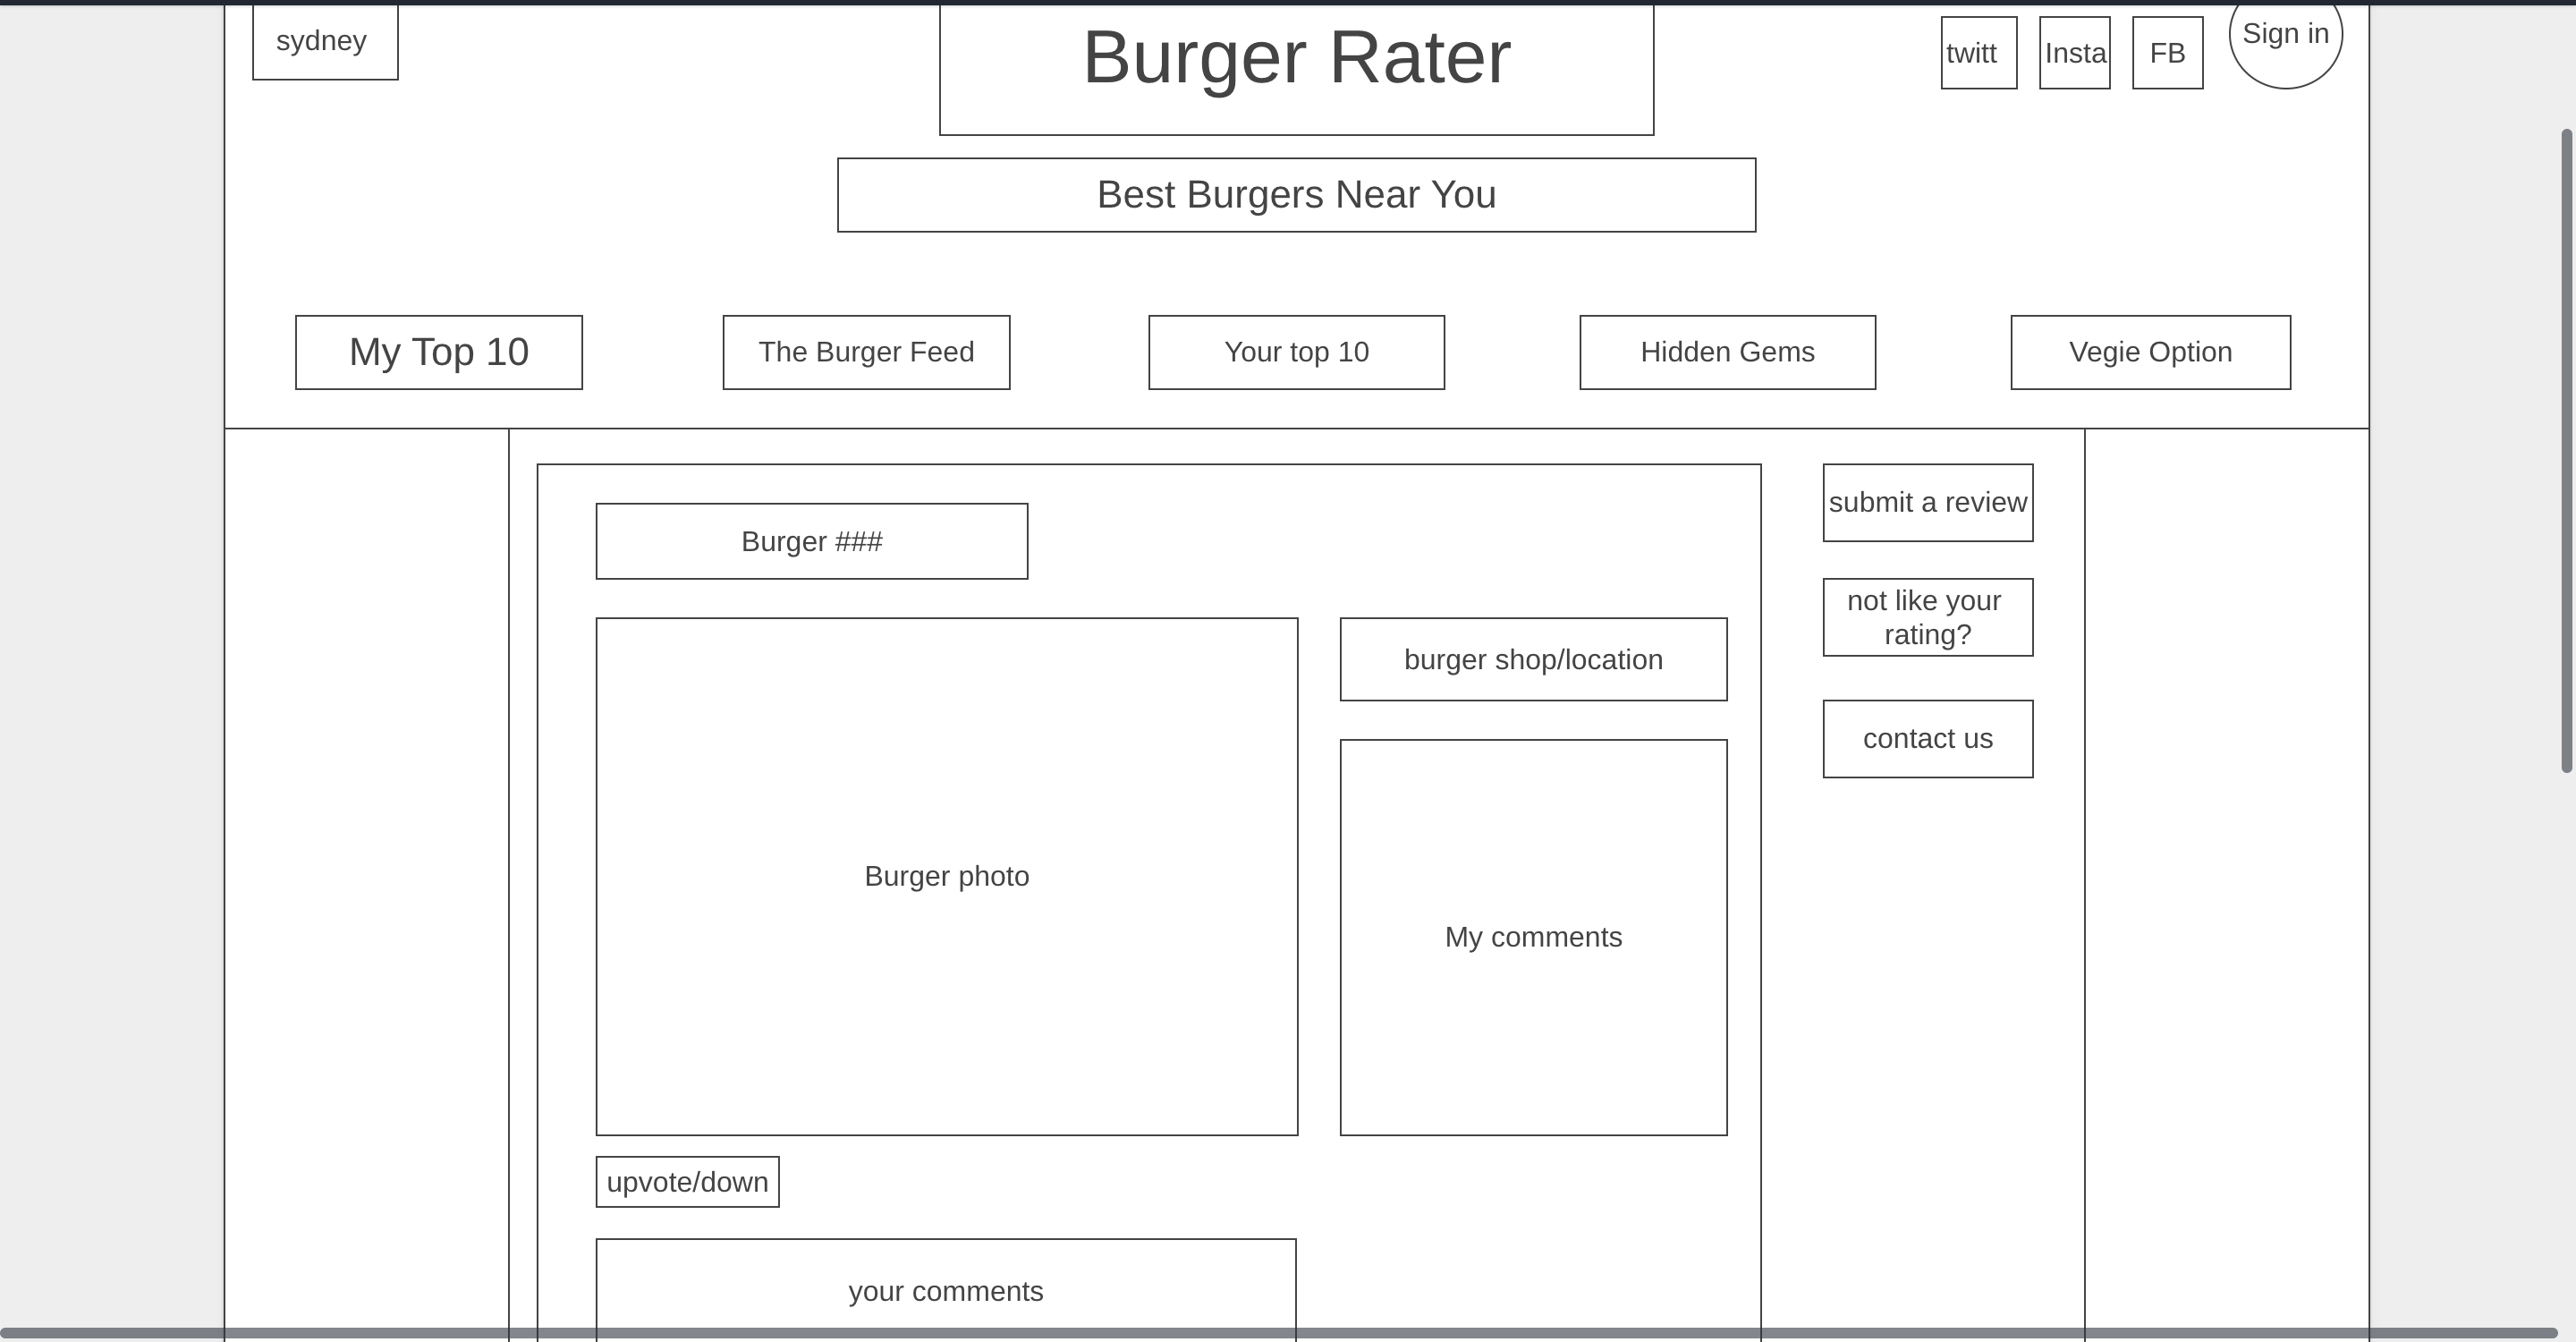 sydney
Burger Rater
twitt
Insta
FB
Sign in
Best Burgers Near You
My Top 10
The Burger Feed
Your top 10
Hidden Gems
Vegie Option
Burger ###
submit a review
not like your
rating?
burger shop/location
contact us
Burger photo
My comments
upvote/down
your comments